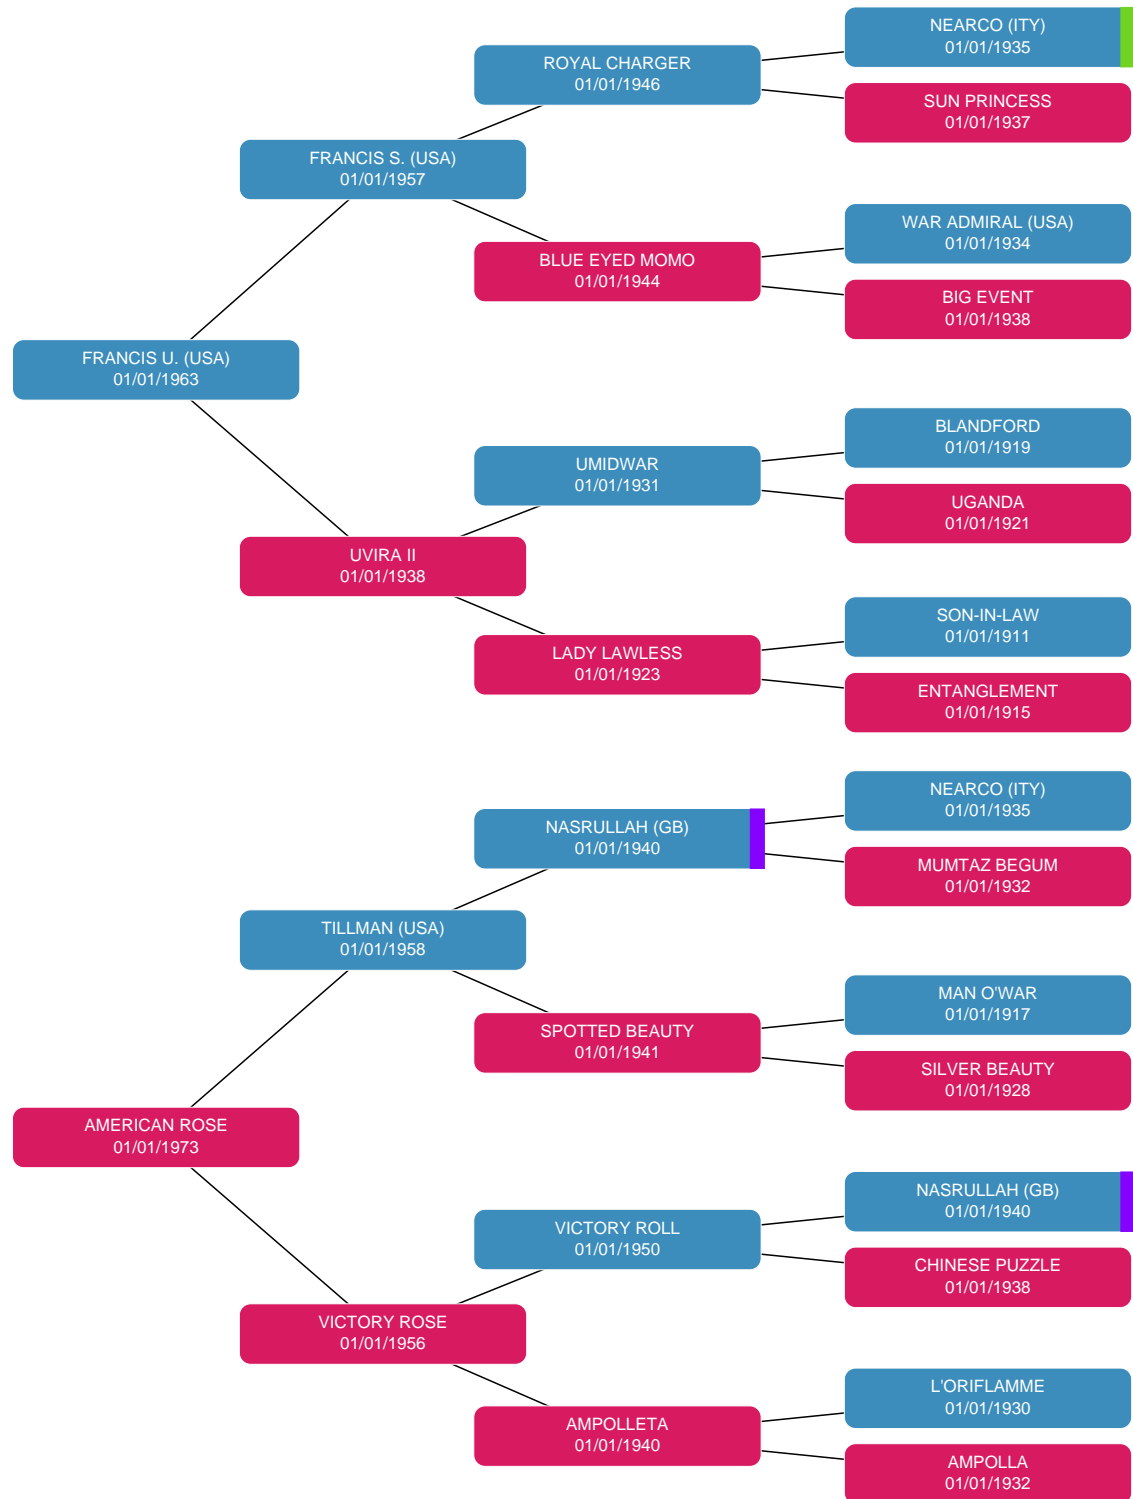 NEARCO (ITY)
01/01/1935
ROYAL CHARGER
01/01/1946
SUN PRINCESS
01/01/1937
FRANCIS S. (USA)
01/01/1957
WAR ADMIRAL (USA)
01/01/1934
BLUE EYED MOMO
01/01/1944
BIG EVENT
01/01/1938
FRANCIS U. (USA)
01/01/1963
BLANDFORD
01/01/1919
UMIDWAR
01/01/1931
UGANDA
01/01/1921
UVIRA II
01/01/1938
SON-IN-LAW
01/01/1911
LADY LAWLESS
01/01/1923
ENTANGLEMENT
01/01/1915
NEARCO (ITY)
01/01/1935
NASRULLAH (GB)
01/01/1940
MUMTAZ BEGUM
01/01/1932
TILLMAN (USA)
01/01/1958
MAN O'WAR
01/01/1917
SPOTTED BEAUTY
01/01/1941
SILVER BEAUTY
01/01/1928
AMERICAN ROSE
01/01/1973
NASRULLAH (GB)
01/01/1940
VICTORY ROLL
01/01/1950
CHINESE PUZZLE
01/01/1938
VICTORY ROSE
01/01/1956
L'ORIFLAMME
01/01/1930
AMPOLLETA
01/01/1940
AMPOLLA
01/01/1932